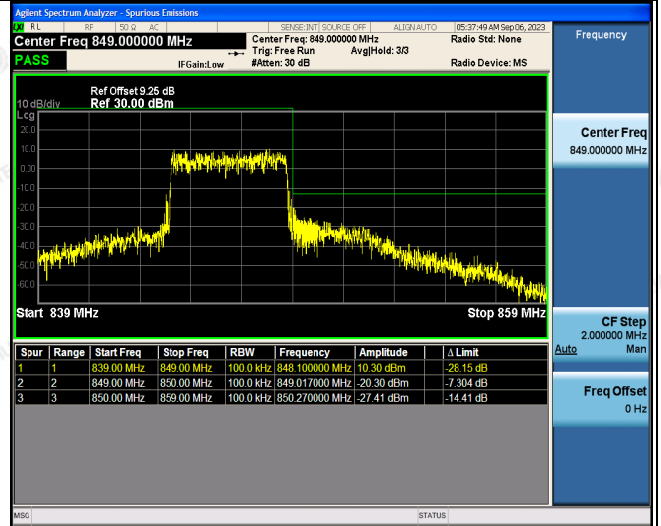 Agilent Spectrum Analyzer - Spurious Emissions
RL RF 50 Ω AC SENSE:INT SOURCE OFF ALIGNAUTO 05:37:49 AM Sep 06, 2023
Center Freq 849.000000 MHz
Center Freq: 849.000000 MHz Radio Std: None
Trig: Free Run Avg|Hold: 3/3
PASS
IFGain:Low #Atten: 30 dB Radio Device: MS
Ref Offset 9.25 dB
10 dB/div Ref 30.00 dBm
Log
20.0
10.0
0.00
-10.0
-20.0
-30.0
-40.0
-50.0
-60.0
Start 839 MHz Stop 859 MHz
Spur Range Start Freq Stop Freq RBW Frequency Amplitude Δ Limit
1 1 839.00 MHz 849.00 MHz 100.0 kHz 848.100000 MHz 10.30 dBm -28.15 dB
2 2 849.00 MHz 850.00 MHz 100.0 kHz 849.017000 MHz -20.30 dBm -7.304 dB
3 3 850.00 MHz 859.00 MHz 100.0 kHz 850.270000 MHz -27.41 dBm -14.41 dB
MSG STATUS
Frequency
Center Freq
849.000000 MHz
CF Step
2.000000 MHz
Auto Man
Freq Offset
0 Hz